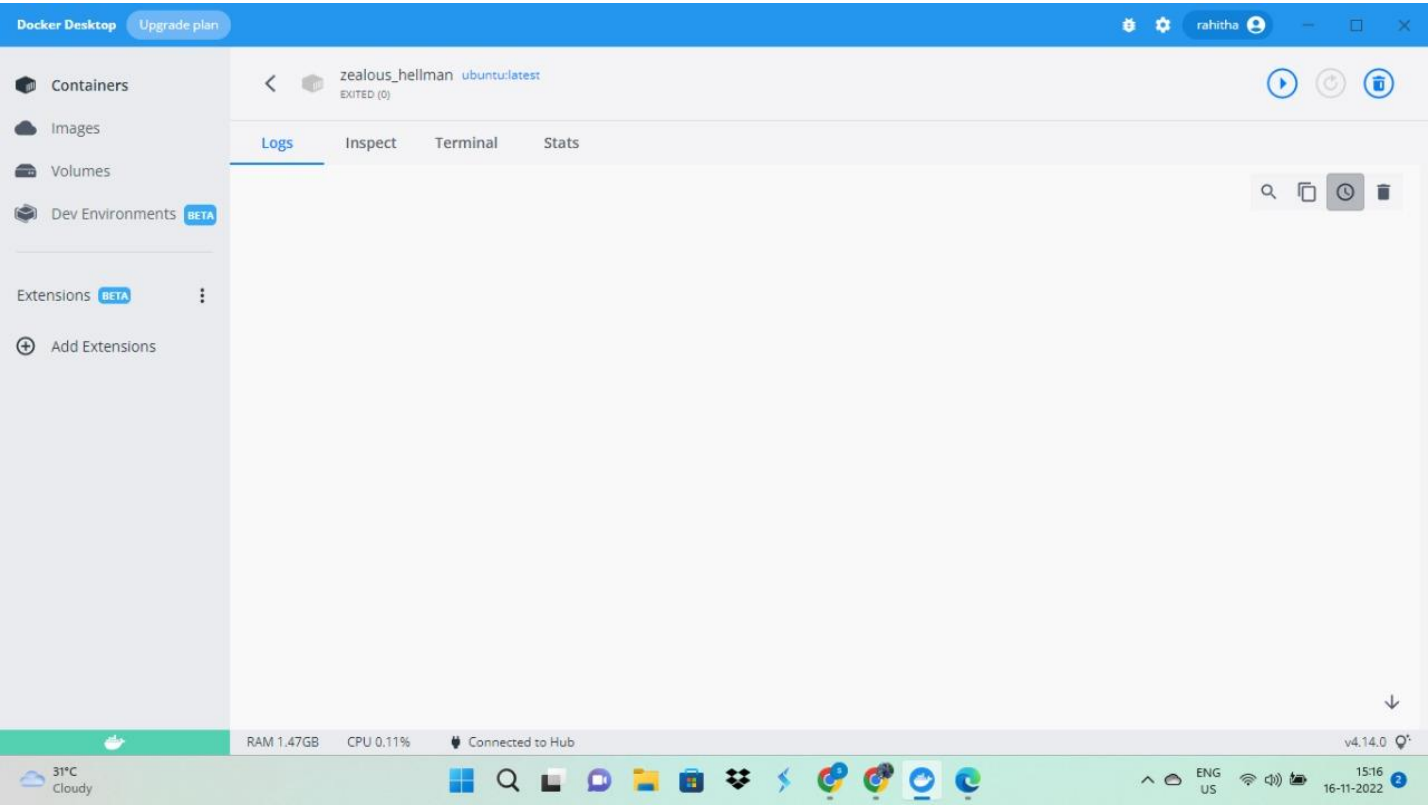 Docker Desktop Upgrade plan rahitha
Containers
Images
Volumes
Dev Environments BETA
Extensions BETA
Add Extensions
zealous_hellman ubuntu:latest
EXITED (0)
Logs Inspect Terminal Stats
RAM 1.47GB CPU 0.11% Connected to Hub v4.14.0
31°C
Cloudy
ENG
US
15:16
16-11-2022
2